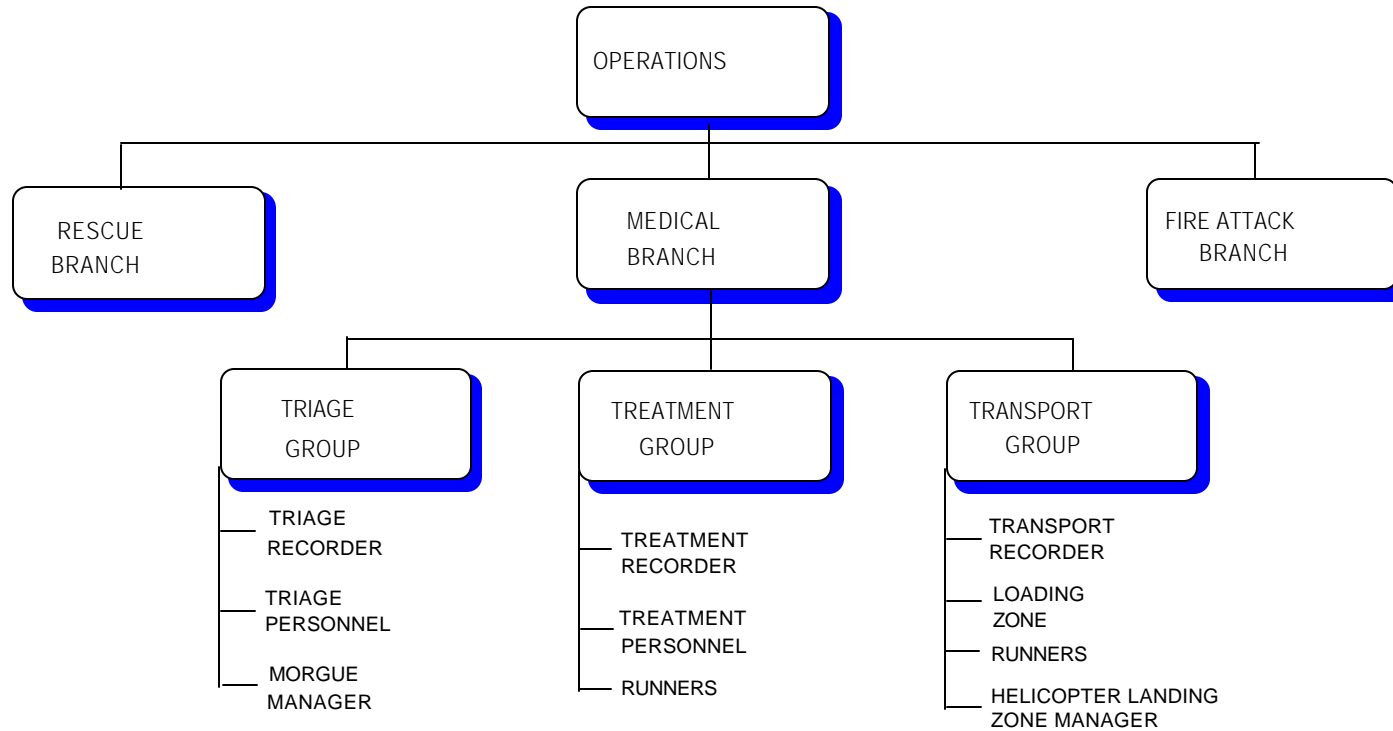 OPERATIONS
RESCUE
BRANCH
MEDICAL
BRANCH
FIRE ATTACK
BRANCH
TRIAGE
GROUP
TREATMENT
GROUP
TRANSPORT
GROUP
TRIAGE
RECORDER
TRIAGE
PERSONNEL
MORGUE
MANAGER
TREATMENT
RECORDER
TREATMENT
PERSONNEL
RUNNERS
TRANSPORT
RECORDER
LOADING
ZONE
RUNNERS
HELICOPTER LANDING
ZONE MANAGER